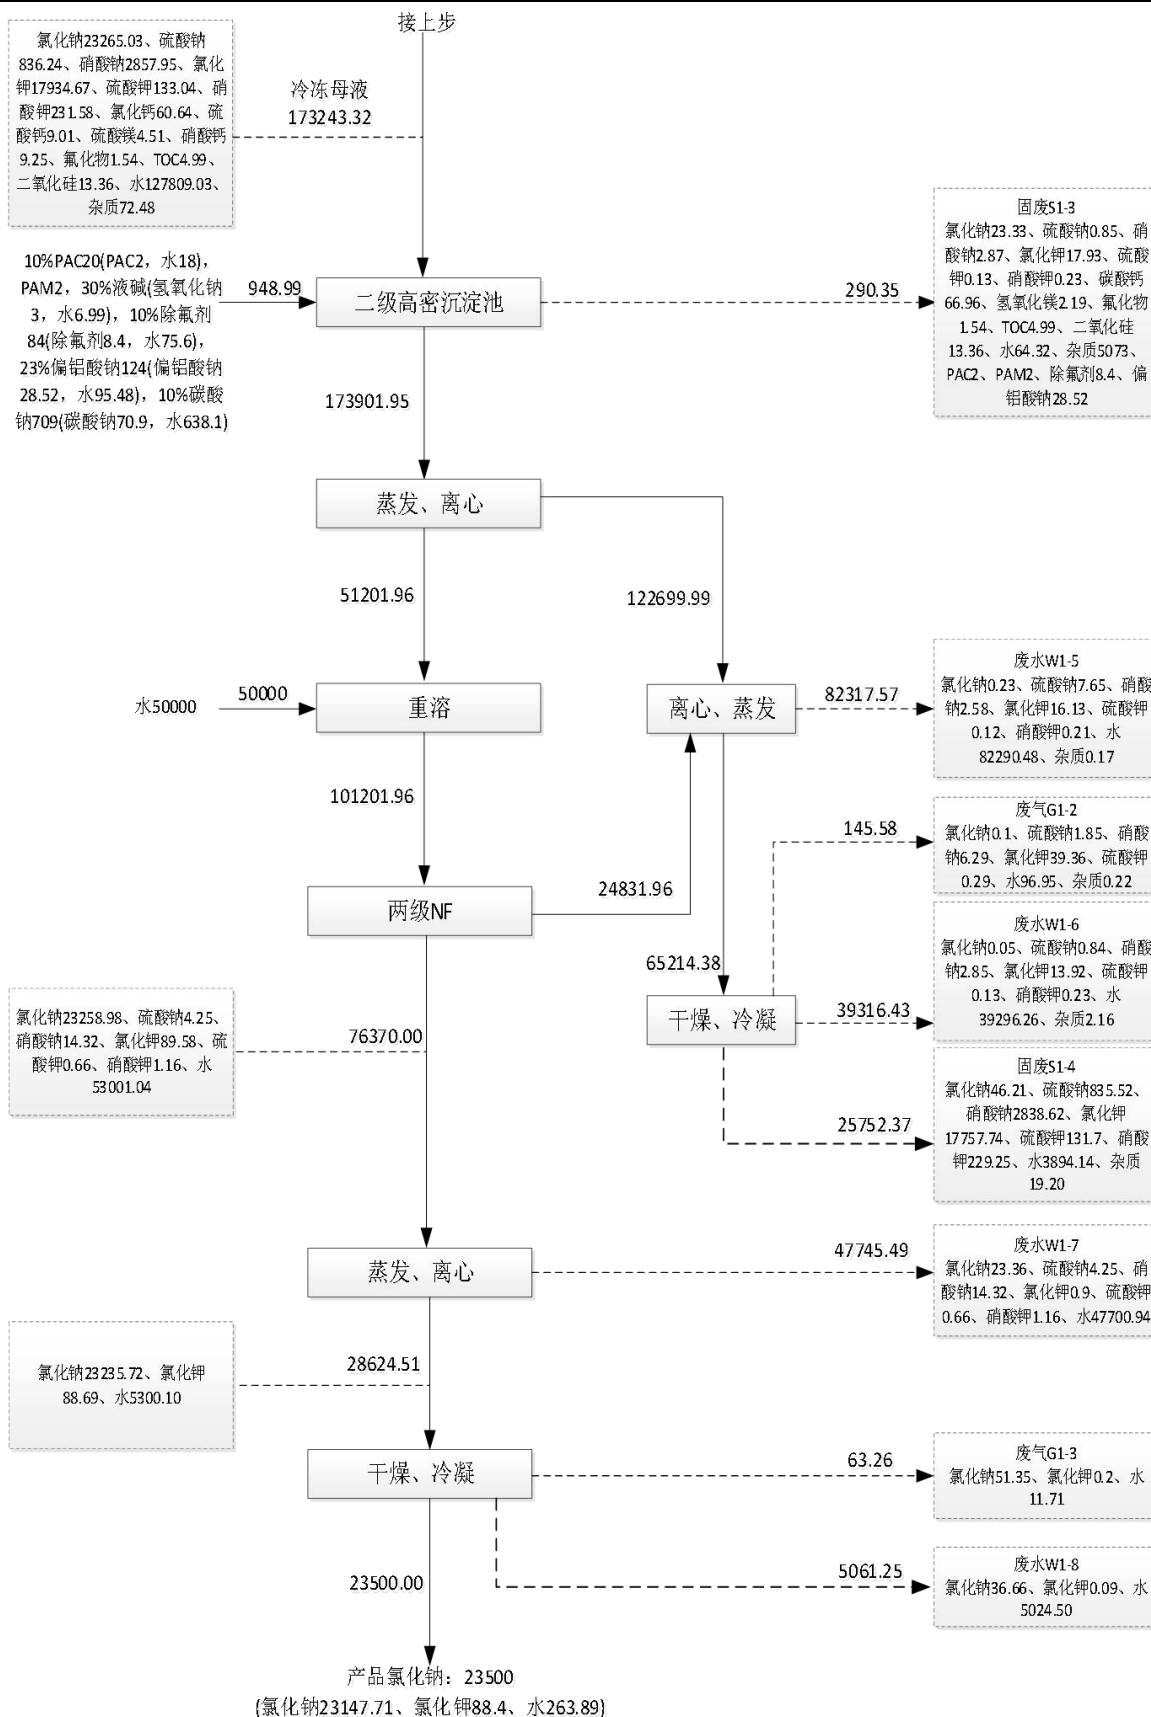 接上步
氯化钠23265.03、硫酸钠
836.24、硝酸钠2857.95、氯化
钾17934.67、硫酸钾133.04、硝
酸钾231.58、氯化钙60.64、硫
酸钙9.01、硫酸镁4.51、硝酸钙
9.25、氟化物1.54、TOC4.99、
二氧化硅13.36、水127809.03、
杂质72.48
冷冻母液
173243.32
10%PAC20(PAC2，水18)，
PAM2，30%液碱(氢氧化钠
3，水6.99)，10%除氟剂
84(除氟剂8.4，水75.6)，
23%偏铝酸钠124(偏铝酸钠
28.52，水95.48)，10%碳酸
钠709(碳酸钠70.9，水638.1)
948.99
二级高密沉淀池
290.35
固废S1-3
氯化钠23.33、硫酸钠0.85、硝
酸钠2.87、氯化钾17.93、硫酸
钾0.13、硝酸钾0.23、碳酸钙
66.96、氢氧化镁2.19、氟化物
1.54、TOC4.99、二氧化硅
13.36、水64.32、杂质5073、
PAC2、PAM2、除氟剂8.4、偏
铝酸钠28.52
173901.95
蒸发、离心
51201.96
122699.99
水50000
50000
重溶
离心、蒸发
82317.57
废水W1-5
氯化钠0.23、硫酸钠7.65、硝酸
钠2.58、氯化钾16.13、硫酸钾
0.12、硝酸钾0.21、水
82290.48、杂质0.17
101201.96
两级NF
24831.96
145.58
废气G1-2
氯化钠0.1、硫酸钠1.85、硝酸
钠6.29、氯化钾39.36、硫酸钾
0.29、水96.95、杂质0.22
65214.38
干燥、冷凝
39316.43
废水W1-6
氯化钠0.05、硫酸钠0.84、硝酸
钠2.85、氯化钾13.92、硫酸钾
0.13、硝酸钾0.23、水
39296.26、杂质2.16
25752.37
固废S1-4
氯化钠46.21、硫酸钠835.52、
硝酸钠2838.62、氯化钾
17757.74、硫酸钾131.7、硝酸
钾229.25、水3894.14、杂质
19.20
氯化钠23258.98、硫酸钠4.25、
硝酸钠14.32、氯化钾89.58、硫
酸钾0.66、硝酸钾1.16、水
53001.04
76370.00
蒸发、离心
47745.49
废水W1-7
氯化钠23.36、硫酸钠4.25、硝
酸钠14.32、氯化钾0.9、硫酸钾
0.66、硝酸钾1.16、水47700.94
氯化钠23235.72、氯化钾
88.69、水5300.10
28624.51
干燥、冷凝
63.26
废气G1-3
氯化钠51.35、氯化钾0.2、水
11.71
5061.25
废水W1-8
氯化钠36.66、氯化钾0.09、水
5024.50
23500.00
产品氯化钠：23500
(氯化钠23147.71、氯化钾88.4、水263.89)